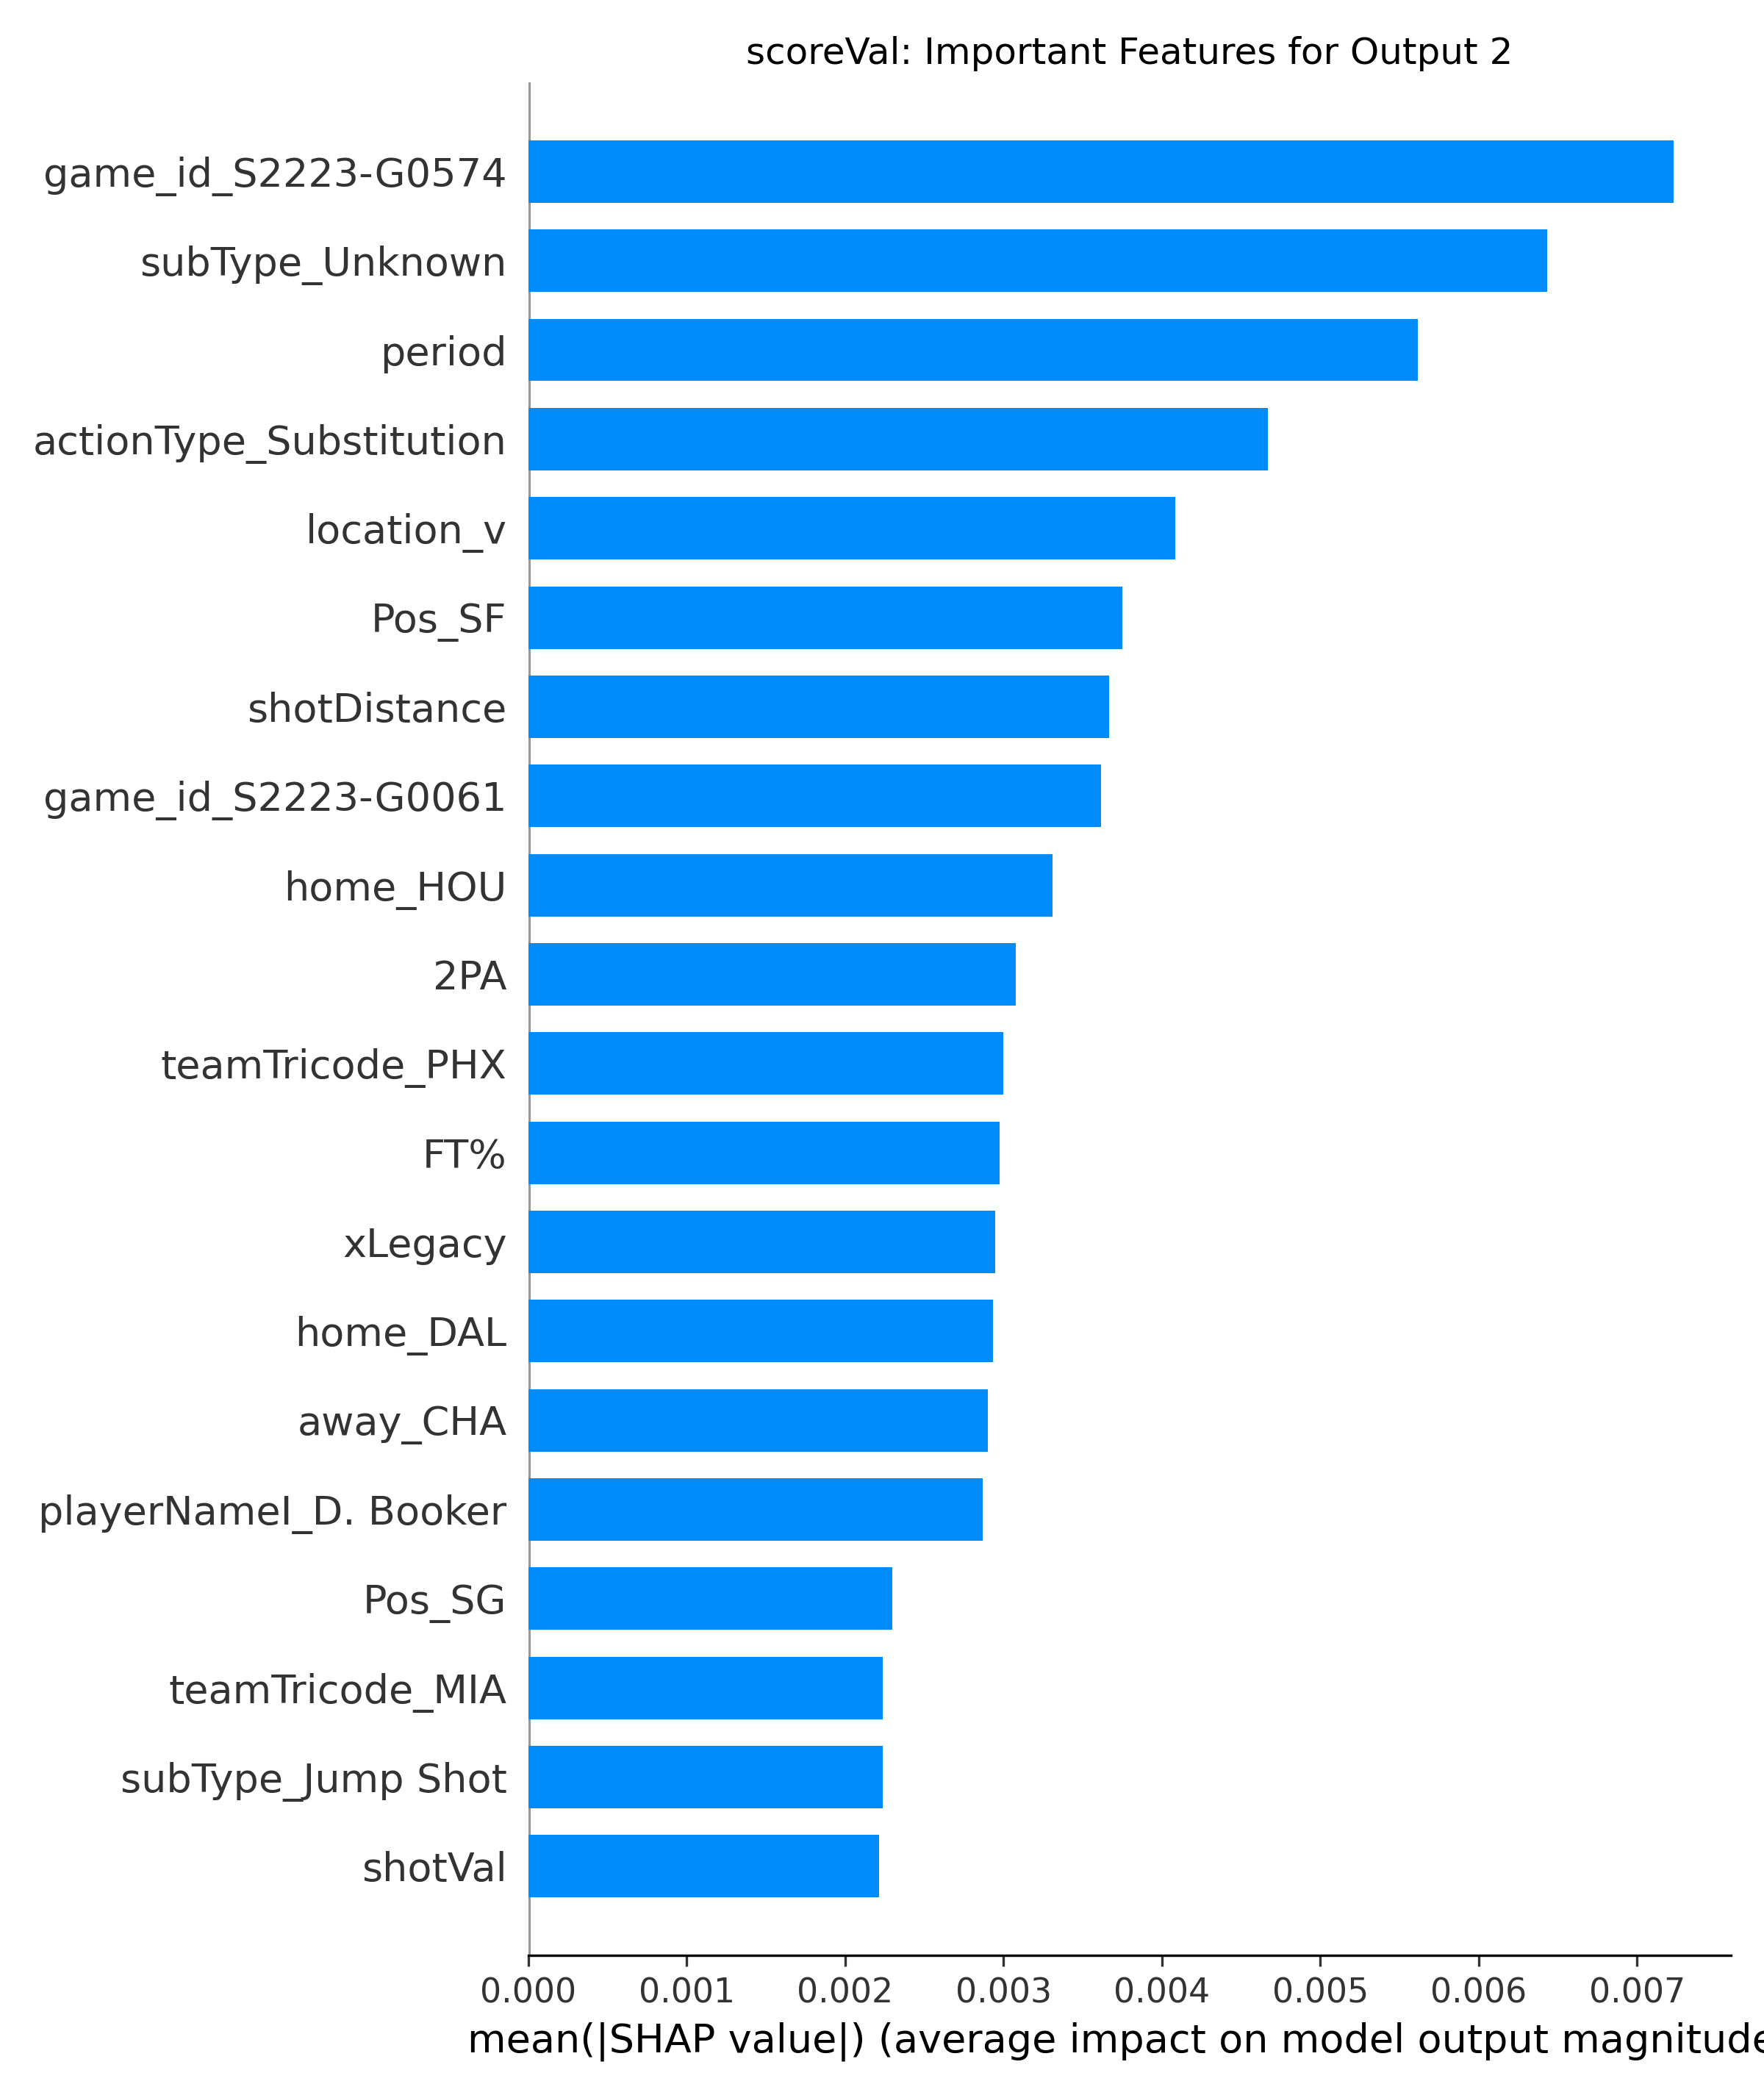 scoreVal: Important Features for Output 2
game_id_S2223-G0574
subType_Unknown
period
actionType_Substitution
location_v
Pos_SF
shotDistance
game_id_S2223-G0061
home_HOU
2PA
teamTricode_PHX
FT%
xLegacy
home_DAL
away_CHA
playerNameI_D. Booker
Pos_SG
teamTricode_MIA
subType_Jump Shot
shotVal
0.000 0.001 0.002 0.003 0.004 0.005 0.006 0.007
mean(|SHAP value|) (average impact on model output magnitude